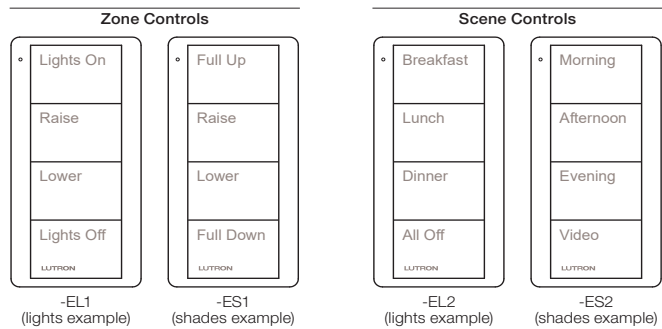 Zone Controls
Scene Controls
Lights On
Raise
Lower
Lights Off
LUTRON
-EL1
(lights example)
Full Up
Raise
Lower
Full Down
LUTRON
-ES1
(shades example)
Breakfast
Lunch
Dinner
All Off
LUTRON
-EL2
(lights example)
Morning
Afternoon
Evening
Video
LUTRON
-ES2
(shades example)